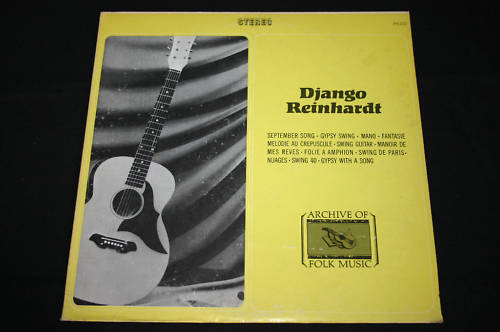 STEREO
Django
Reinhardt
SEPTEMBER SONG • GYPSY SWING • MANO • FANTASIE
MELODIE AU CREPUSCULE • SWING GUITAR • MANOIR DE
MES REVES • FOLIE A AMPHION • SWING DE PARIS •
NUAGES • SWING 40 • GYPSY WITH A SONG
ARCHIVE OF
FOLK MUSIC